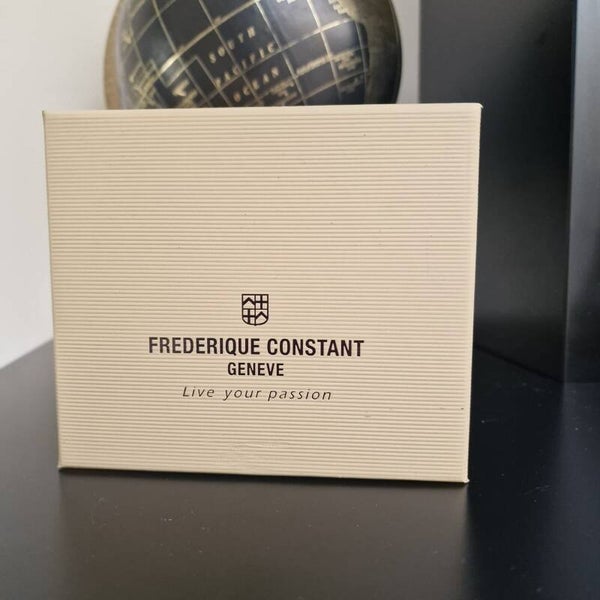 SOUTH
PACIFIC
OCEAN
FREDERIQUE CONSTANT
GENEVE
Live your passion